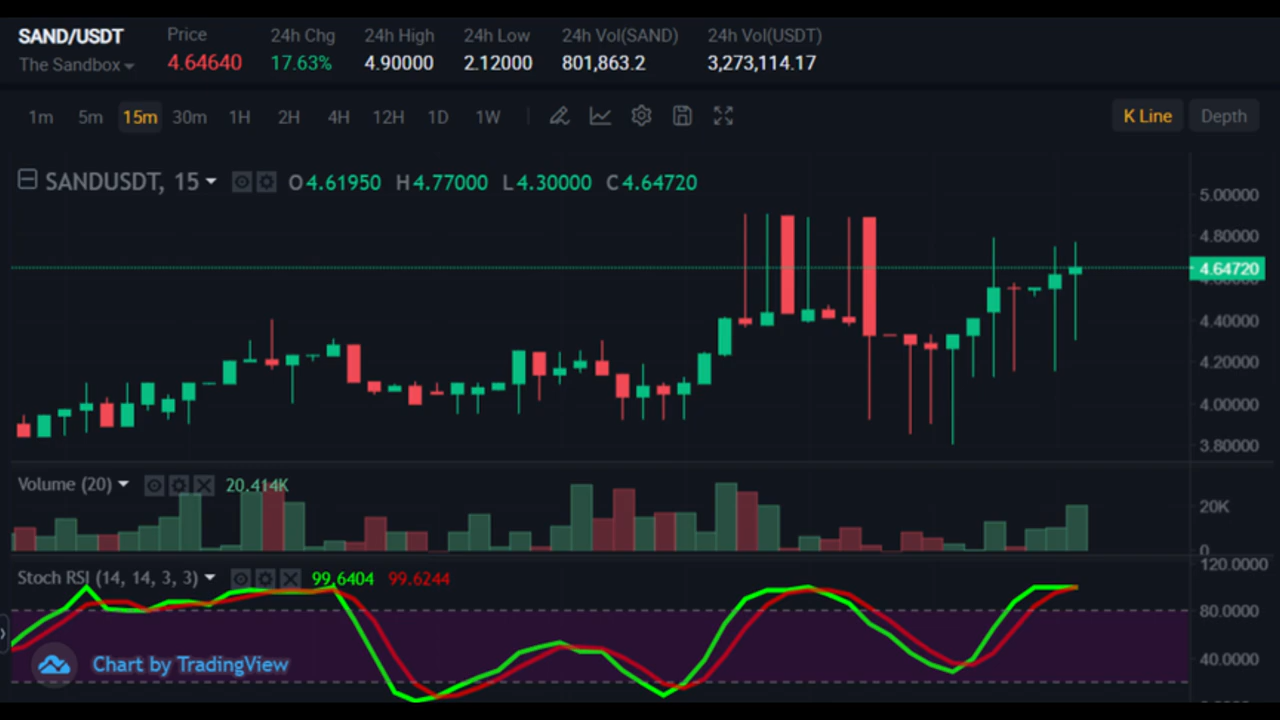 SAND/USDT Price 24h Chg 24h High 24h Low 24h Vol(SAND) 24h Vol(USDT)
The Sandbox 4.64640 17.63% 4.90000 2.12000 801,863.2 3,273,114.17
1m 5m 15m 30m 1H 2H 4H 12H 1D 1W K Line Depth
SANDUSDT, 15 O4.61950 H4.77000 L4.30000 C4.64720
5.00000
4.80000
4.64720
4.40000
4.20000
4.00000
3.80000
Volume (20) 20.414K
20K
0
Stoch RSI (14, 14, 3, 3) 99.6404 99.6244
120.0000
80.0000
40.0000
Chart by TradingView